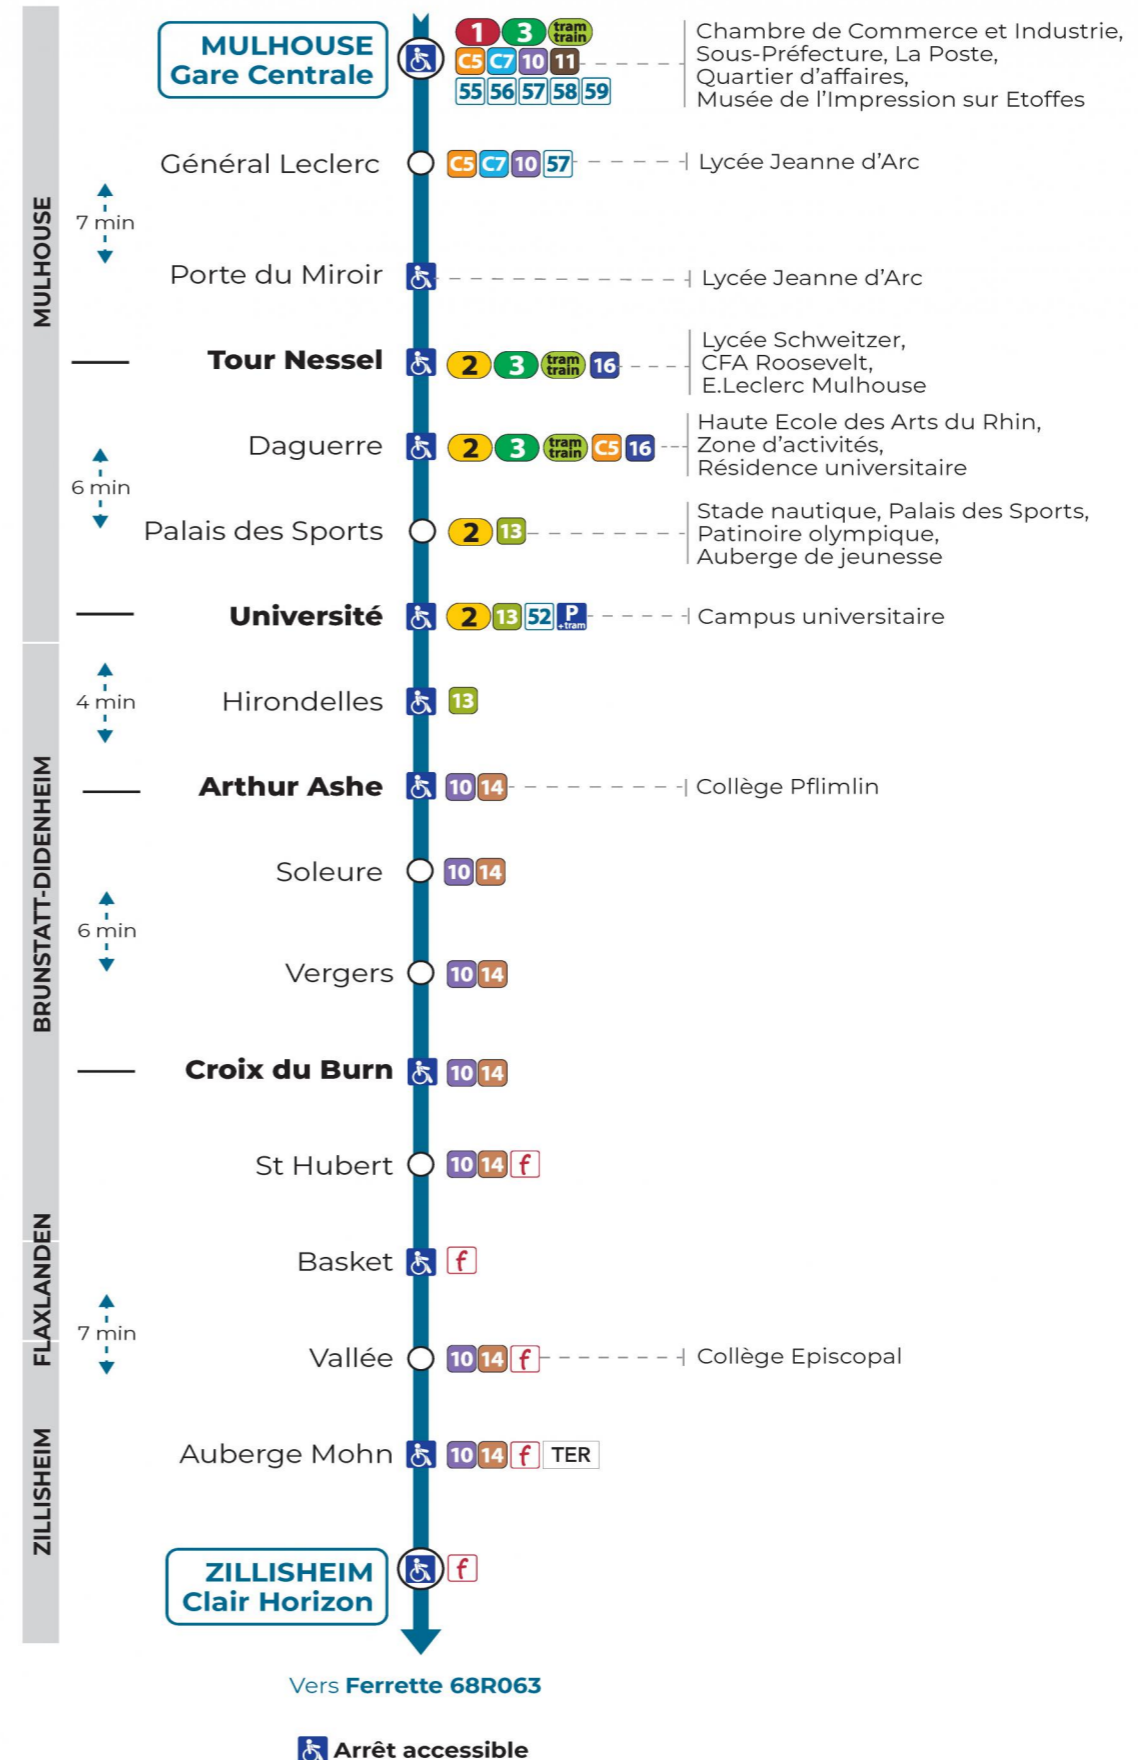 MULHOUSE
Gare Centrale
1 3 tram train
C5 C7 10 11
55 56 57 58 59
Chambre de Commerce et Industrie,
Sous-Préfecture, La Poste,
Quartier d'affaires,
Musée de l'Impression sur Etoffes
MULHOUSE
Général Leclerc
C5 C7 10 57
Lycée Jeanne d'Arc
7 min
Porte du Miroir
Lycée Jeanne d'Arc
Tour Nessel
2 3 tram train 16
Lycée Schweitzer,
CFA Roosevelt,
E.Leclerc Mulhouse
Daguerre
2 3 tram train C5 16
Haute Ecole des Arts du Rhin,
Zone d'activités,
Résidence universitaire
6 min
Palais des Sports
2 13
Stade nautique, Palais des Sports,
Patinoire olympique,
Auberge de jeunesse
Université
2 13 52 P +tram
Campus universitaire
BRUNSTATT-DIDENHEIM
4 min
Hirondelles
13
Arthur Ashe
10 14
Collège Pflimlin
Soleure
10 14
6 min
Vergers
10 14
Croix du Burn
10 14
St Hubert
10 14 f
FLAXLANDEN
Basket
f
7 min
Vallée
10 14 f
Collège Episcopal
ZILLISHEIM
Auberge Mohn
10 14 f TER
ZILLISHEIM
Clair Horizon
f
Vers Ferrette 68R063
Arrêt accessible